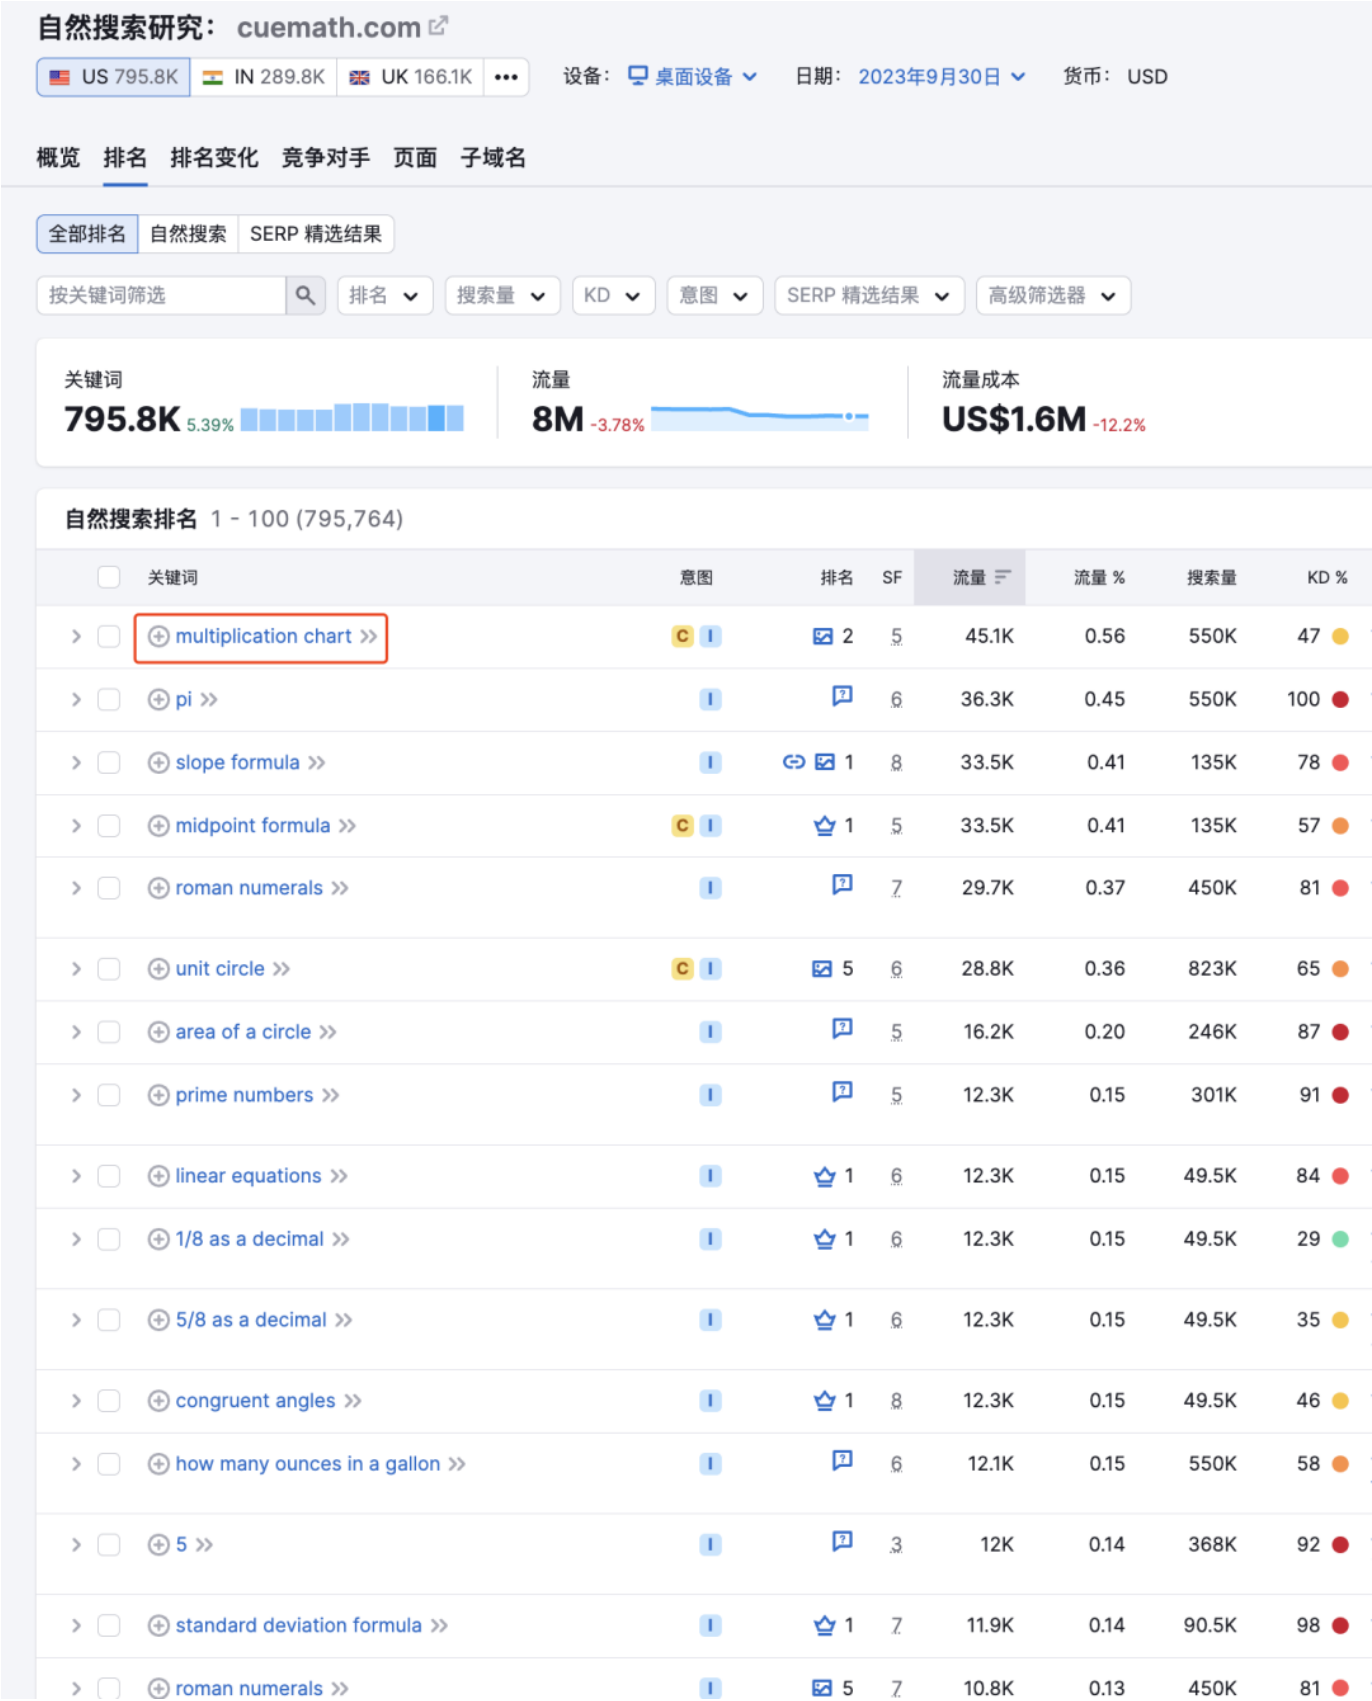 自然搜索研究： cuemath.com
US 795.8K IN 289.8K UK 166.1K ••• 设备： 桌面设备 日期： 2023年9月30日 货币： USD
概览 排名 排名变化 竞争对手 页面 子域名
全部排名 自然搜索 SERP 精选结果
按关键词筛选 排名 搜索量 KD 意图 SERP 精选结果 高级筛选器
关键词 流量 流量成本
795.8K 5.39% 8M -3.78% US$1.6M -12.2%
自然搜索排名 1 - 100 (795,764)
关键词 意图 排名 SF 流量 流量 % 搜索量 KD %
multiplication chart C I 2 5 45.1K 0.56 550K 47
pi I 6 36.3K 0.45 550K 100
slope formula I 1 8 33.5K 0.41 135K 78
midpoint formula C I 1 5 33.5K 0.41 135K 57
roman numerals I 7 29.7K 0.37 450K 81
unit circle C I 5 6 28.8K 0.36 823K 65
area of a circle I 5 16.2K 0.20 246K 87
prime numbers I 5 12.3K 0.15 301K 91
linear equations I 1 6 12.3K 0.15 49.5K 84
1/8 as a decimal I 1 6 12.3K 0.15 49.5K 29
5/8 as a decimal I 1 6 12.3K 0.15 49.5K 35
congruent angles I 1 8 12.3K 0.15 49.5K 46
how many ounces in a gallon I 6 12.1K 0.15 550K 58
5 I 3 12K 0.14 368K 92
standard deviation formula I 1 7 11.9K 0.14 90.5K 98
roman numerals I 5 7 10.8K 0.13 450K 81